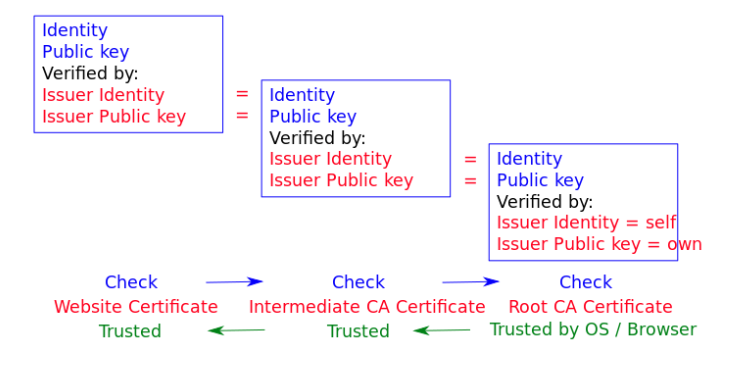 Identity
Public key
Verified by:
Issuer Identity =
Issuer Public key =
Identity
Public key
Verified by:
Issuer Identity =
Issuer Public key =
Identity
Public key
Verified by:
Issuer Identity = self
Issuer Public key = own
Check Check Check
Website Certificate Intermediate CA Certificate Root CA Certificate
Trusted Trusted Trusted by OS / Browser